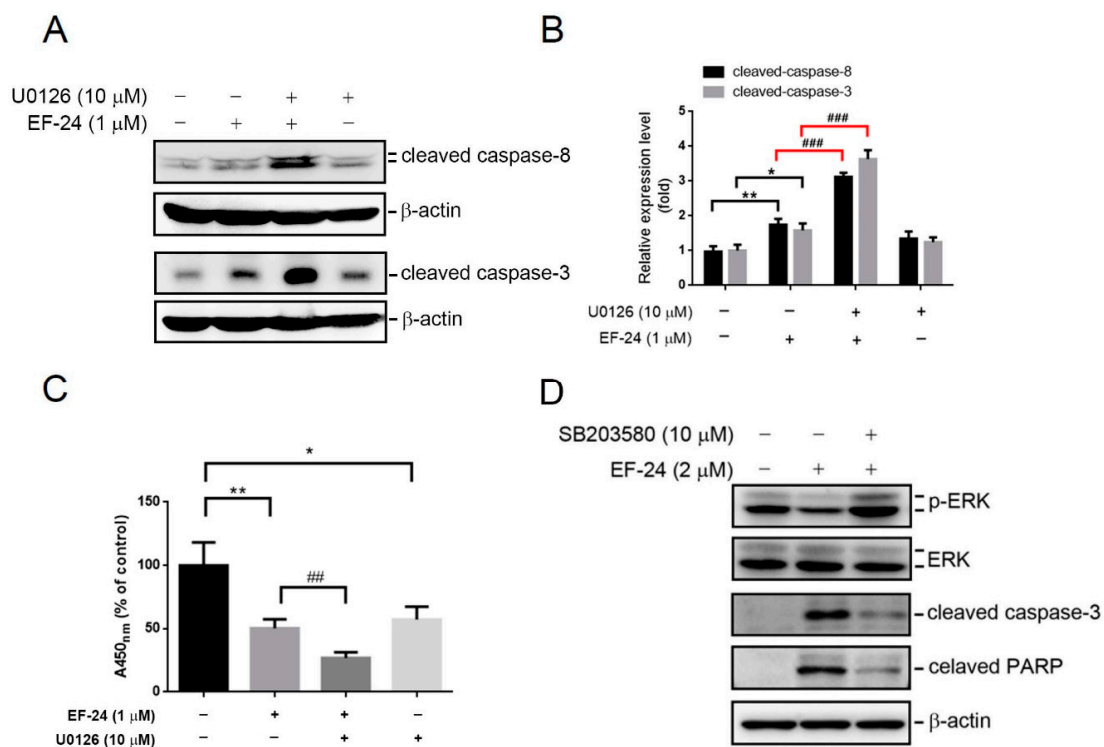 A
U0126 (10 μM) – – + +
EF-24 (1 μM) – + + –
cleaved caspase-8
β-actin
cleaved caspase-3
β-actin
B
cleaved-caspase-8
cleaved-caspase-3
Relative expression level
(fold)
5
4
3
2
1
0
###
###
*
**
U0126 (10 μM) – – + +
EF-24 (1 μM) – + + –
C
A450nm (% of control)
150
100
50
0
*
**
##
EF-24 (1 μM) – + + –
U0126 (10 μM) – – + +
D
SB203580 (10 μM) – – +
EF-24 (2 μM) – + +
p-ERK
ERK
cleaved caspase-3
celaved PARP
β-actin